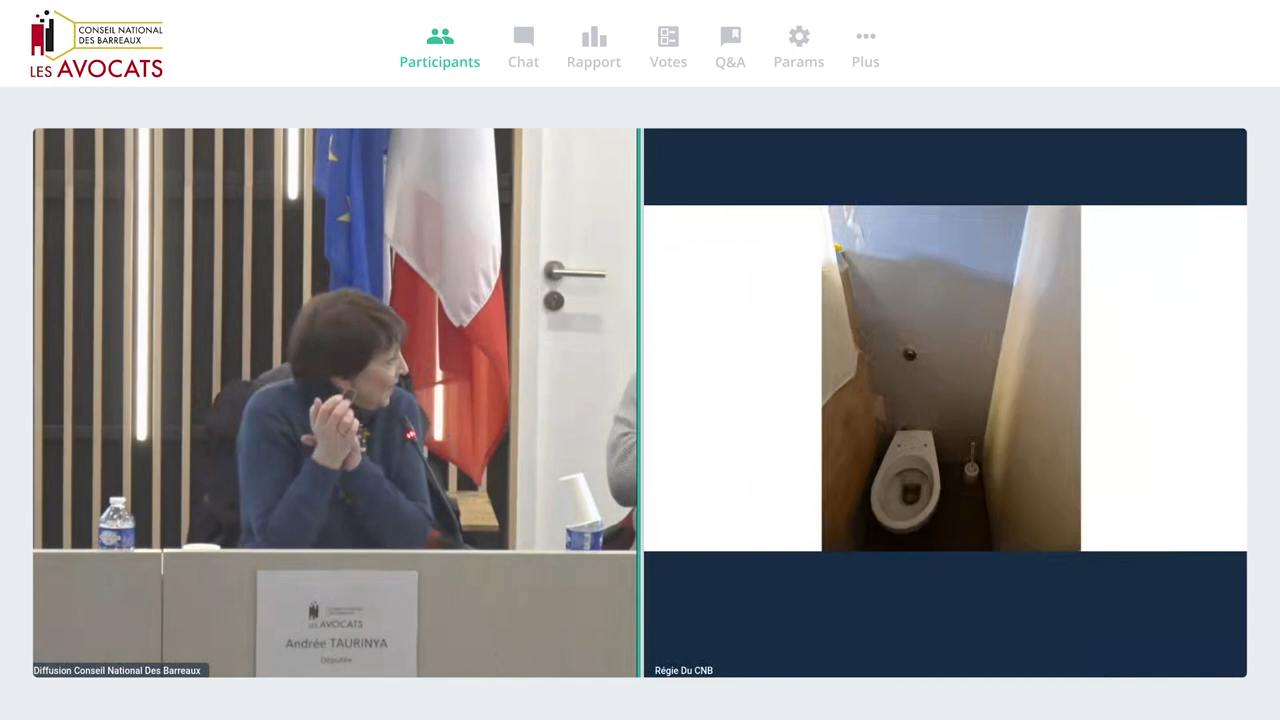 CONSEIL NATIONAL
DES BARREAUX
LES AVOCATS
Participants
Chat
Rapport
Votes
Q&A
Params
Plus
LES AVOCATS
Andrée TAURINYA
Députée
Diffusion Conseil National Des Barreaux
Régie Du CNB